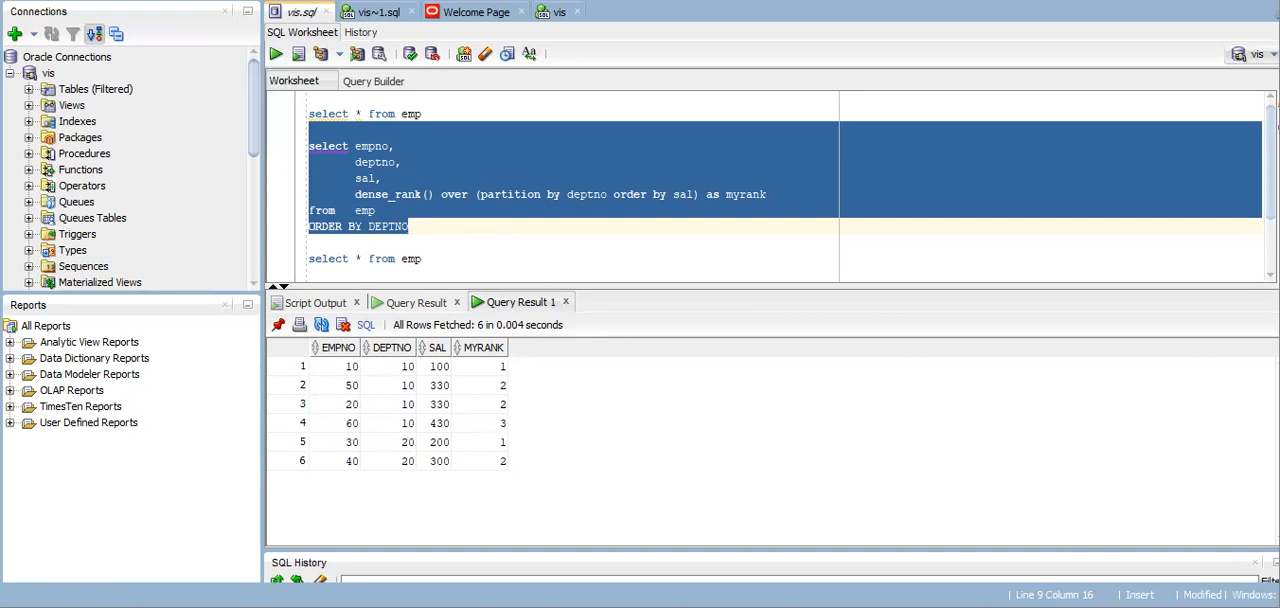 Connections
Oracle Connections
vis
Tables (Filtered)
Views
Indexes
Packages
Procedures
Functions
Operators
Queues
Queues Tables
Triggers
Types
Sequences
Materialized Views
Reports
All Reports
Analytic View Reports
Data Dictionary Reports
Data Modeler Reports
OLAP Reports
TimesTen Reports
User Defined Reports
vis.sql vis~1.sql Welcome Page vis
SQL Worksheet History
vis
Worksheet Query Builder
select * from emp
select empno,
deptno,
sal,
dense_rank() over (partition by deptno order by sal) as myrank
from emp
ORDER BY DEPTNO
select * from emp
Script Output Query Result Query Result 1
SQL All Rows Fetched: 6 in 0.004 seconds
EMPNO DEPTNO SAL MYRANK
1 10 10 100 1
2 50 10 330 2
3 20 10 330 2
4 60 10 430 3
5 30 20 200 1
6 40 20 300 2
SQL History
Line 9 Column 16 Insert Modified Windows: